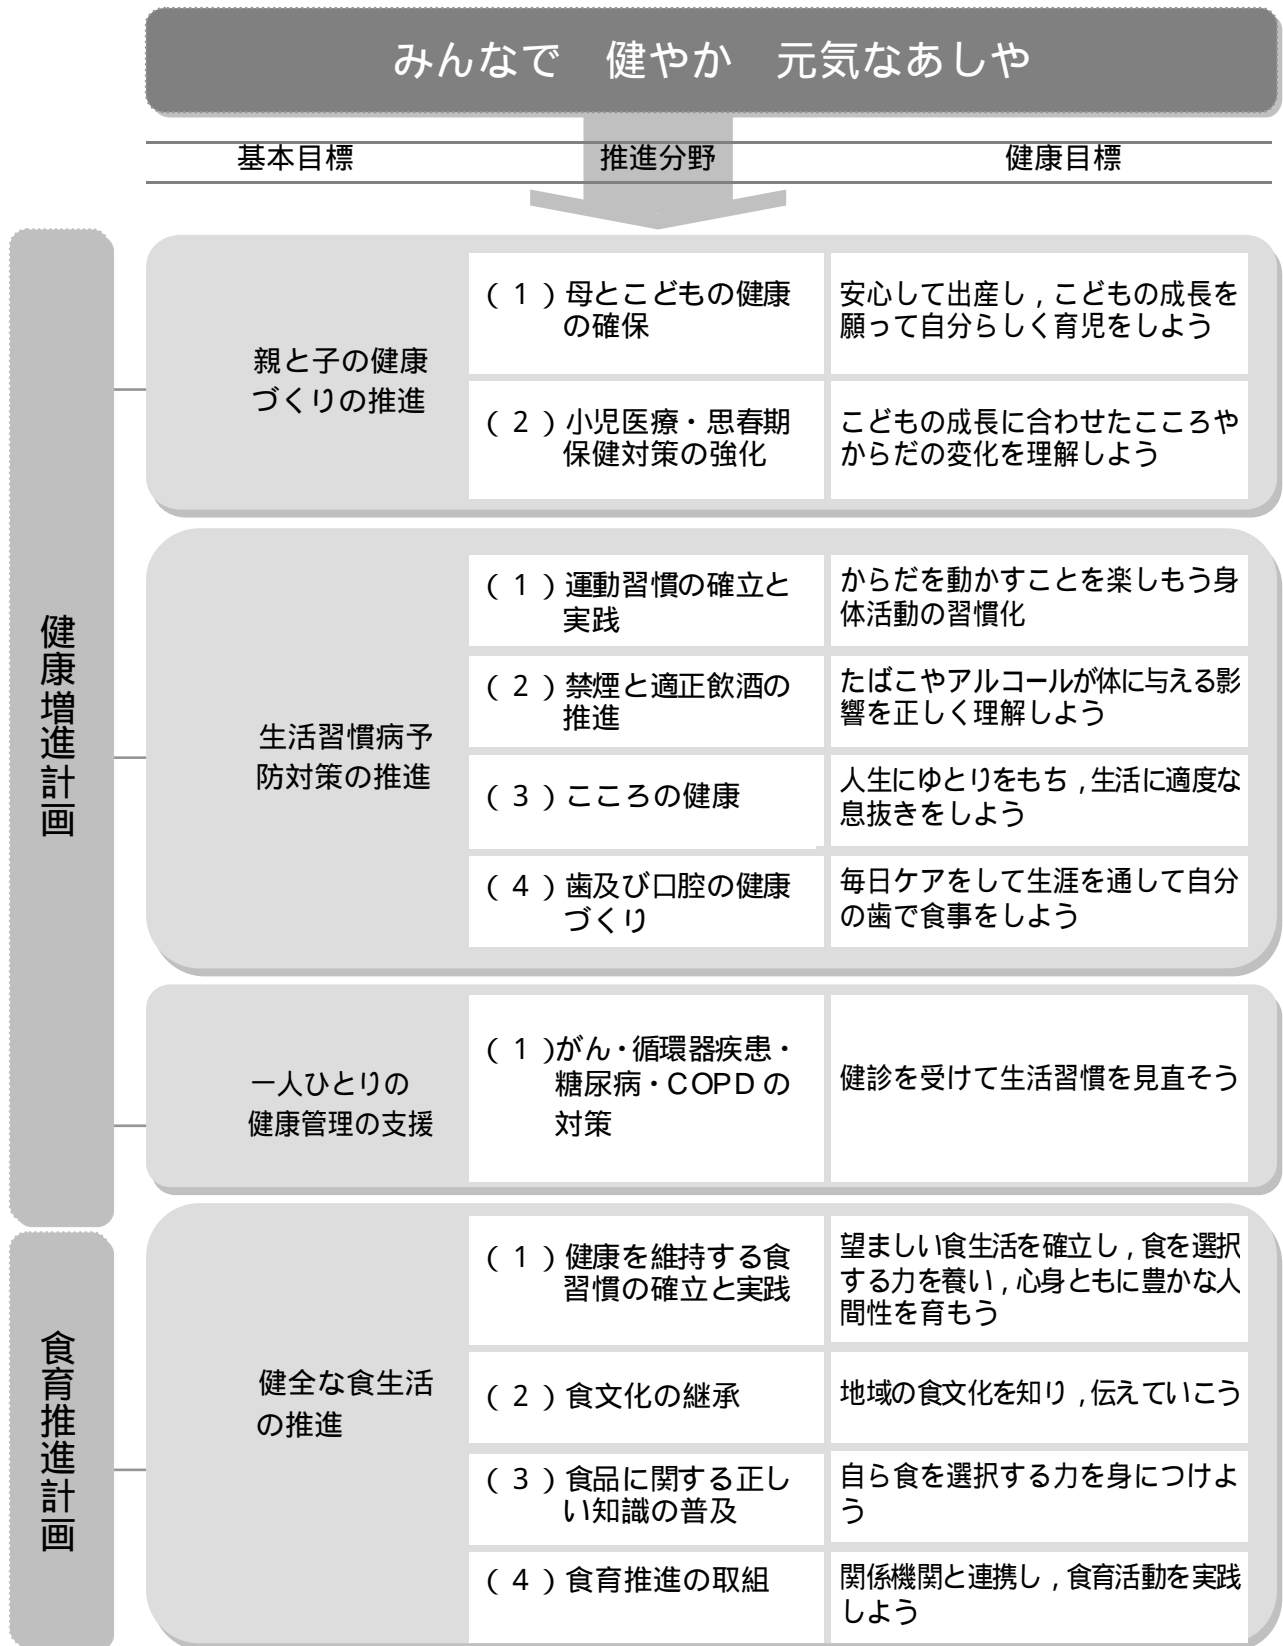 みんなで　健やか　元気なあしや
基本目標
推進分野
健康目標
健康増進計画
親と子の健康
づくりの推進
(１)母とこどもの健康
の確保
安心して出産し,こどもの成長を
願って自分らしく育児をしよう
(２)小児医療・思春期
保健対策の強化
こどもの成長に合わせたこころや
からだの変化を理解しよう
生活習慣病予
防対策の推進
(１)運動習慣の確立と
実践
からだを動かすことを楽しもう身
体活動の習慣化
(２)禁煙と適正飲酒の
推進
たばこやアルコールが体に与える影
響を正しく理解しよう
(３)こころの健康
人生にゆとりをもち,生活に適度な
息抜きをしよう
(４)歯及び口腔の健康
づくり
毎日ケアをして生涯を通して自分
の歯で食事をしよう
一人ひとりの
健康管理の支援
(１)がん・循環器疾患・
糖尿病・COPDの
対策
健診を受けて生活習慣を見直そう
食育推進計画
健全な食生活
の推進
(１)健康を維持する食
習慣の確立と実践
望ましい食生活を確立し,食を選択
する力を養い,心身ともに豊かな人
間性を育もう
(２)食文化の継承
地域の食文化を知り,伝えていこう
(３)食品に関する正し
い知識の普及
自ら食を選択する力を身につけよ
う
(４)食育推進の取組
関係機関と連携し,食育活動を実践
しよう